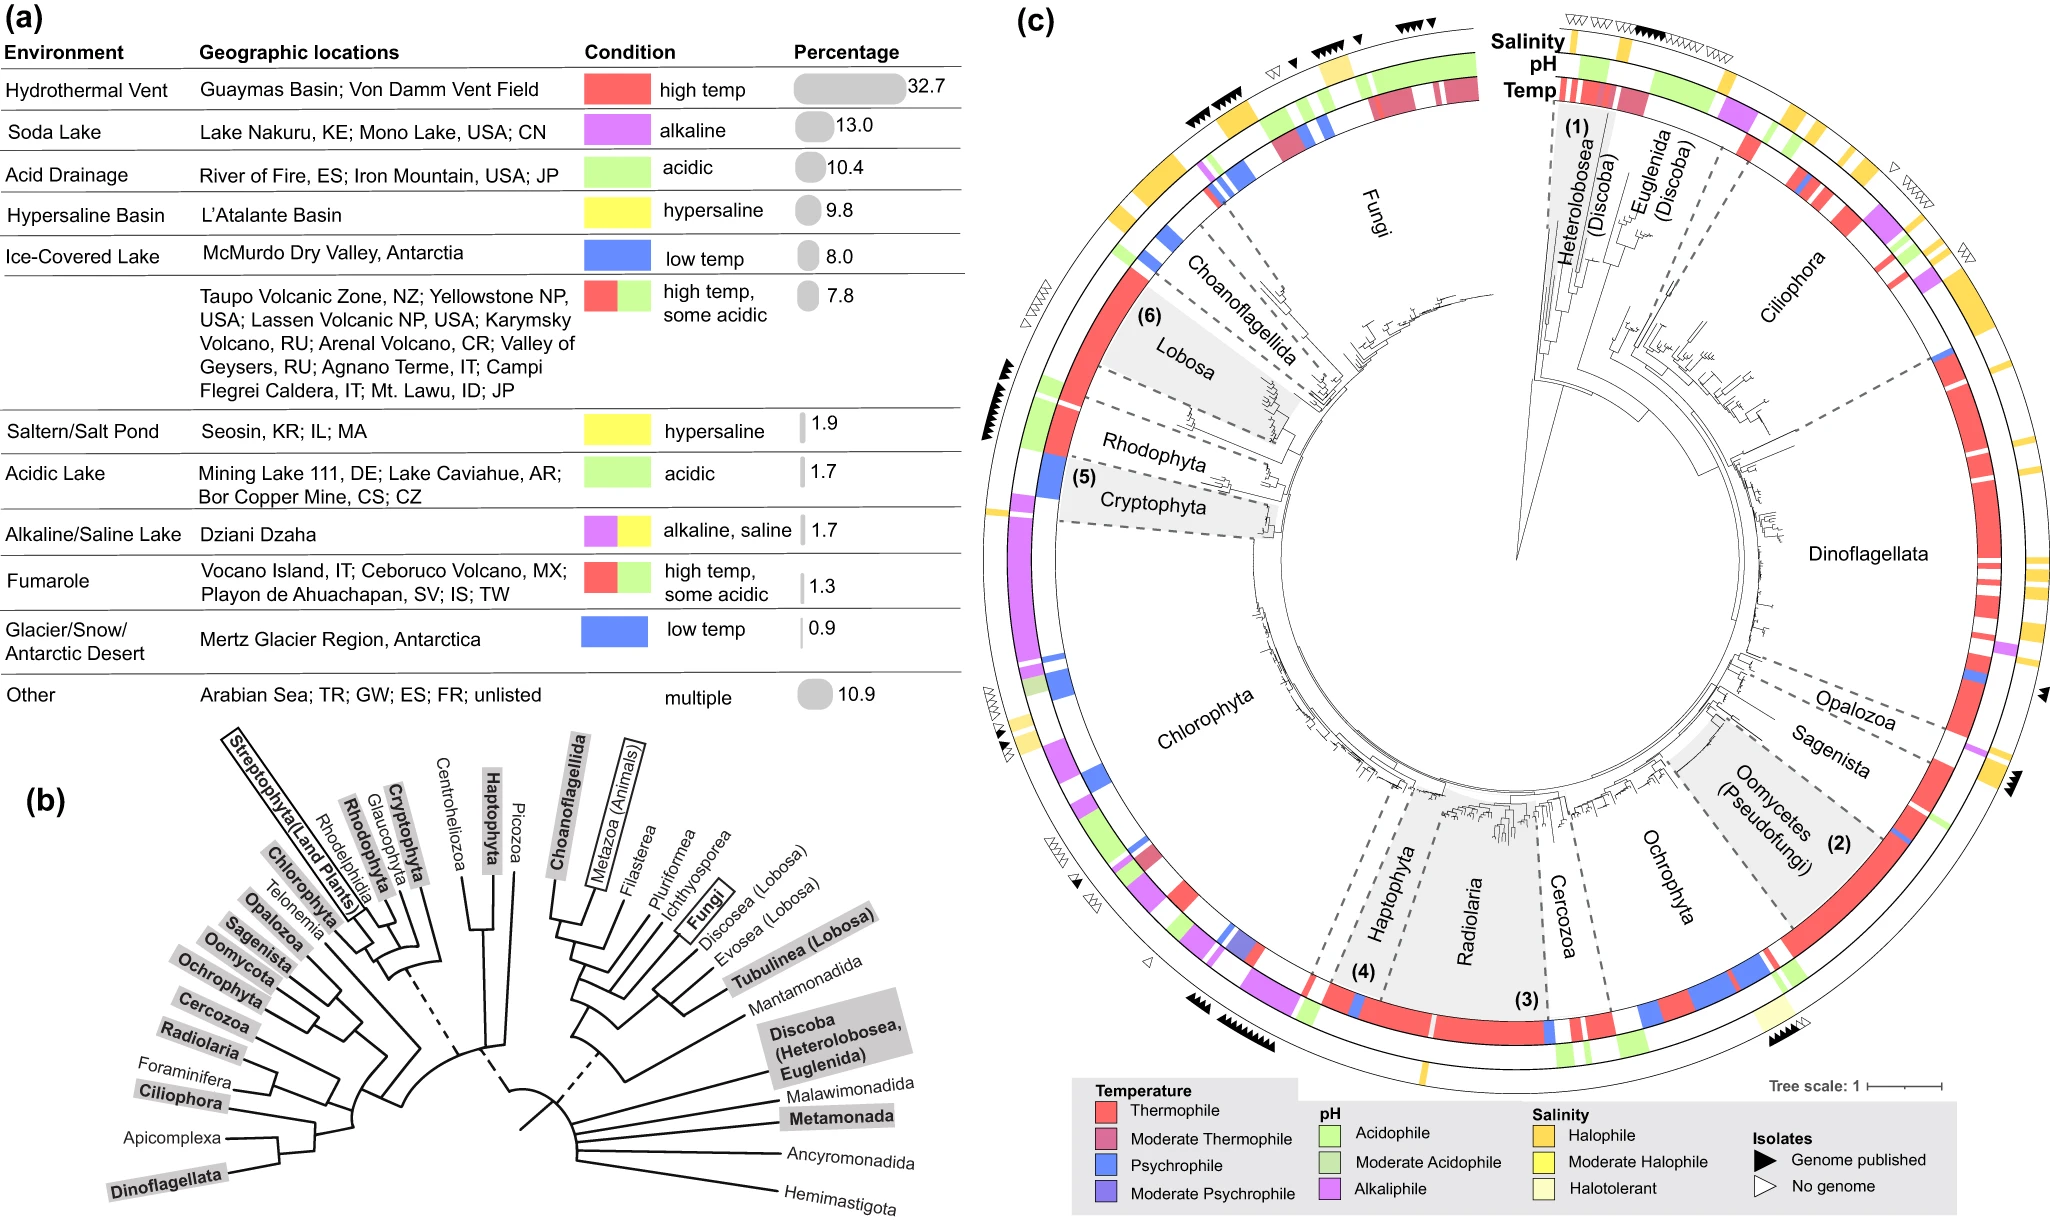 (a)
Environment Geographic locations Condition Percentage
Hydrothermal Vent Guaymas Basin; Von Damm Vent Field high temp 32.7
Soda Lake Lake Nakuru, KE; Mono Lake, USA; CN alkaline 13.0
Acid Drainage River of Fire, ES; Iron Mountain, USA; JP acidic 10.4
Hypersaline Basin L'Atalante Basin hypersaline 9.8
Ice-Covered Lake McMurdo Dry Valley, Antarctia low temp 8.0
Taupo Volcanic Zone, NZ; Yellowstone NP, high temp, 7.8
USA; Lassen Volcanic NP, USA; Karymsky some acidic
Volcano, RU; Arenal Volcano, CR; Valley of
Geysers, RU; Agnano Terme, IT; Campi
Flegrei Caldera, IT; Mt. Lawu, ID; JP
Saltern/Salt Pond Seosin, KR; IL; MA hypersaline 1.9
Acidic Lake Mining Lake 111, DE; Lake Caviahue, AR; acidic 1.7
Bor Copper Mine, CS; CZ
Alkaline/Saline Lake Dziani Dzaha alkaline, saline 1.7
Fumarole Vocano Island, IT; Ceboruco Volcano, MX; high temp, 1.3
Playon de Ahuachapan, SV; IS; TW some acidic
Glacier/Snow/ Mertz Glacier Region, Antarctica low temp 0.9
Antarctic Desert
Other Arabian Sea; TR; GW; ES; FR; unlisted multiple 10.9
(b)
Dinoflagellata
Apicomplexa
Ciliophora
Foraminifera
Radiolaria
Cercozoa
Ochrophyta
Oomycota
Sagenista
Opalozoa
Telonemia
Chlorophyta
Streptophyta(Land Plants)
Rhodelphidia
Rhodophyta
Glaucophyta
Cryptophyta
Centroheliozoa
Haptophyta
Picozoa
Choanoflagellida
Metazoa (Animals)
Filasterea
Pluriformea
Ichthyosporea
Fungi
Discosea (Lobosa)
Evosea (Lobosa)
Tubulinea (Lobosa)
Mantamonadida
Discoba
(Heterolobosea,
Euglenida)
Malawimonadida
Metamonada
Ancyromonadida
Hemimastigota
(c)
Salinity
pH
Temp
(1)
Heterolobosea
(Discoba)
Euglenida
(Discoba)
Ciliophora
Dinoflagellata
Opalozoa
Sagenista
Oomycetes
(Pseudofungi)
(2)
Ochrophyta
Cercozoa
(3)
Radiolaria
(4)
Haptophyta
Chlorophyta
(5)
Cryptophyta
Rhodophyta
(6)
Lobosa
Choanoflagellida
Fungi
Tree scale: 1
Temperature
Thermophile
Moderate Thermophile
Psychrophile
Moderate Psychrophile
pH
Acidophile
Moderate Acidophile
Alkaliphile
Salinity
Halophile
Moderate Halophile
Halotolerant
Isolates
Genome published
No genome